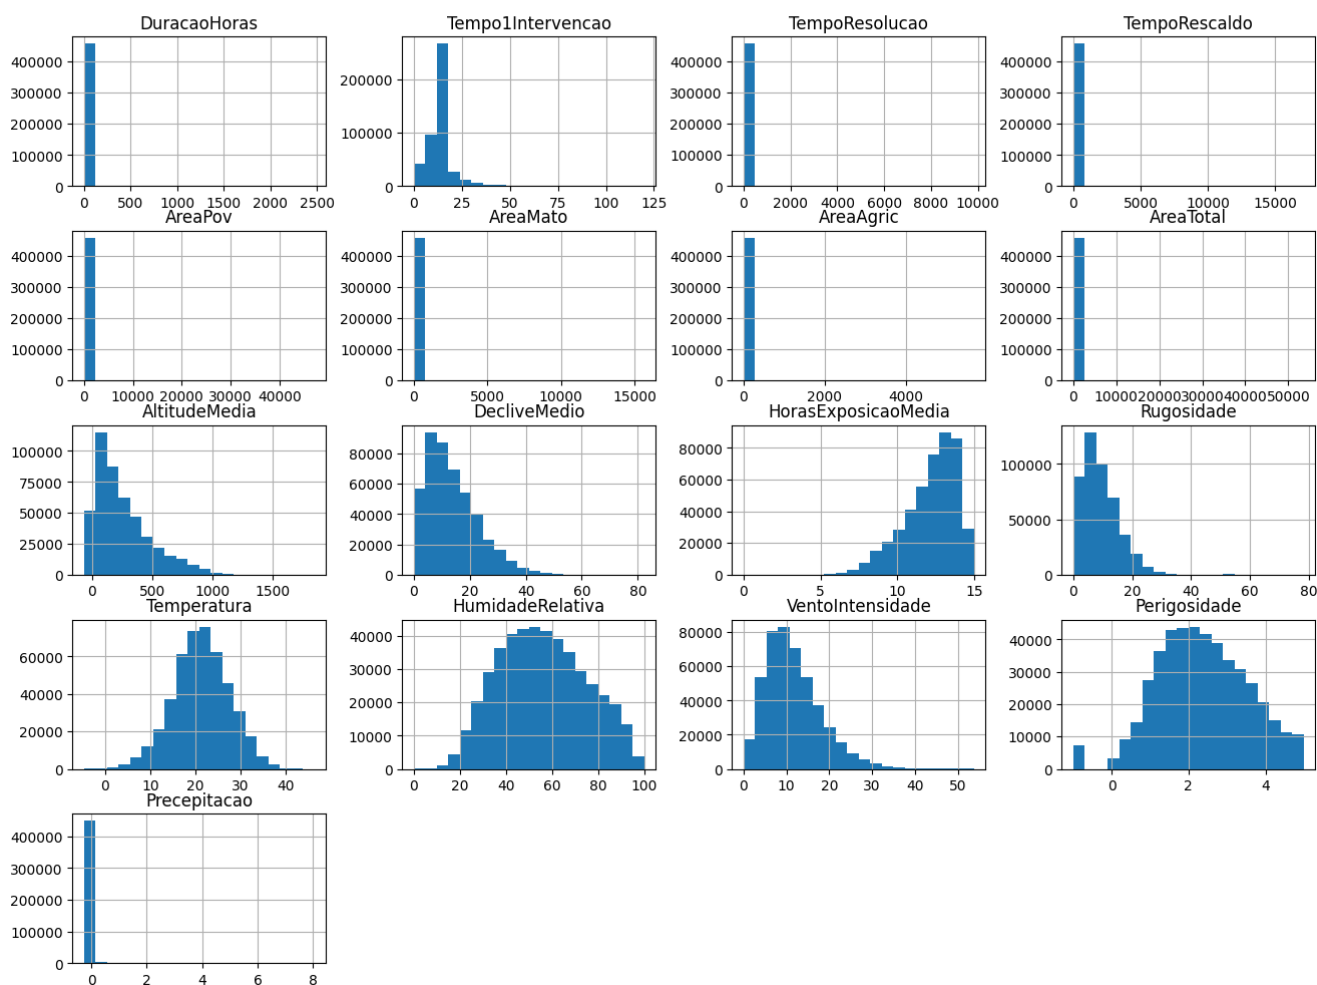 DuracaoHoras
400000
300000
200000
100000
0
0 500 1000 1500 2000 2500
Tempo1Intervencao
200000
100000
0
0 25 50 75 100 125
TempoResolucao
400000
300000
200000
100000
0
0 2000 4000 6000 8000 10000
TempoRescaldo
400000
300000
200000
100000
0
0 5000 10000 15000
AreaPov
400000
300000
200000
100000
0
0 10000 20000 30000 40000
AreaMato
400000
300000
200000
100000
0
0 5000 10000 15000
AreaAgric
400000
300000
200000
100000
0
0 2000 4000
AreaTotal
400000
300000
200000
100000
0
0 10000 20000 30000 40000 50000
AltitudeMedia
100000
75000
50000
25000
0
0 500 1000 1500
DecliveMedio
80000
60000
40000
20000
0
0 20 40 60 80
HorasExposicaoMedia
80000
60000
40000
20000
0
0 5 10 15
Rugosidade
100000
50000
0
0 20 40 60 80
Temperatura
60000
40000
20000
0
0 10 20 30 40
HumidadeRelativa
40000
30000
20000
10000
0
0 20 40 60 80 100
VentoIntensidade
80000
60000
40000
20000
0
0 10 20 30 40 50
Perigosidade
40000
30000
20000
10000
0
0 2 4
Precepitacao
400000
300000
200000
100000
0
0 2 4 6 8